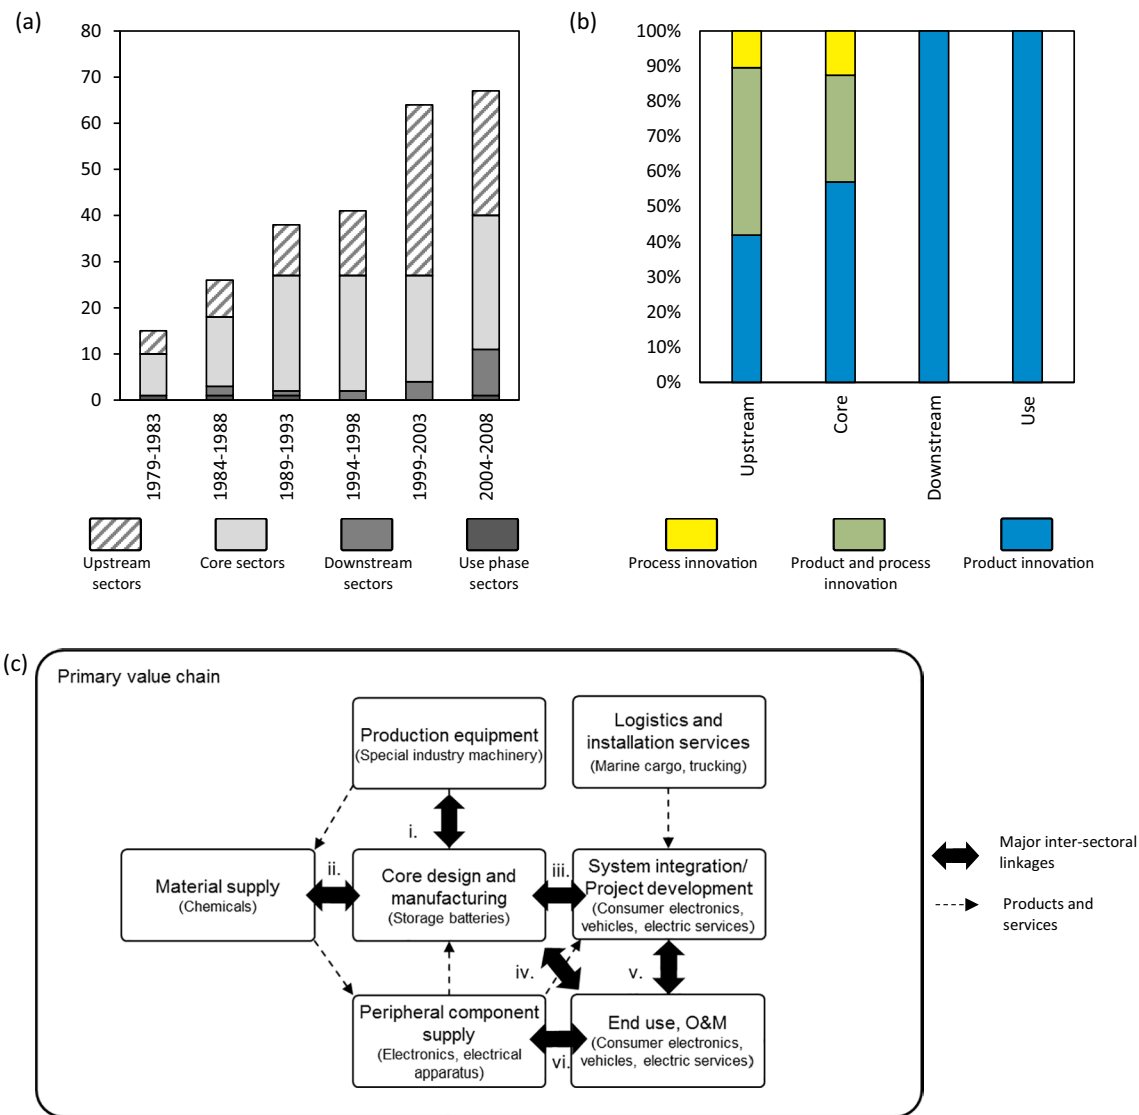 (a)
80
70
60
50
40
30
20
10
0
1979-1983
1984-1988
1989-1993
1994-1998
1999-2003
2004-2008
Upstream
sectors
Core sectors
Downstream
sectors
Use phase
sectors
(b)
100%
90%
80%
70%
60%
50%
40%
30%
20%
10%
0%
Upstream
Core
Downstream
Use
Process innovation
Product and process
innovation
Product innovation
(c)
Primary value chain
Production equipment
(Special industry machinery)
Logistics and
installation services
(Marine cargo, trucking)
i.
Material supply
(Chemicals)
ii.
Core design and
manufacturing
(Storage batteries)
iii.
System integration/
Project development
(Consumer electronics,
vehicles, electric services)
iv.
v.
Peripheral component
supply
(Electronics, electrical
apparatus)
vi.
End use, O&M
(Consumer electronics,
vehicles, electric services)
Major inter-sectoral
linkages
Products and
services